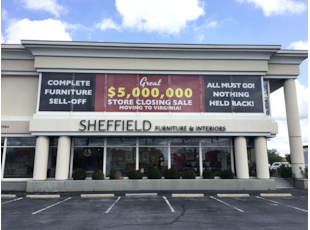 COMPLETE
FURNITURE
SELL-OFF
Great
$5,000,000
STORE CLOSING SALE
MOVING TO VIRGINIA!
ALL MUST GO!
NOTHING
HELD BACK!
SHEFFIELD FURNITURE & INTERIORS